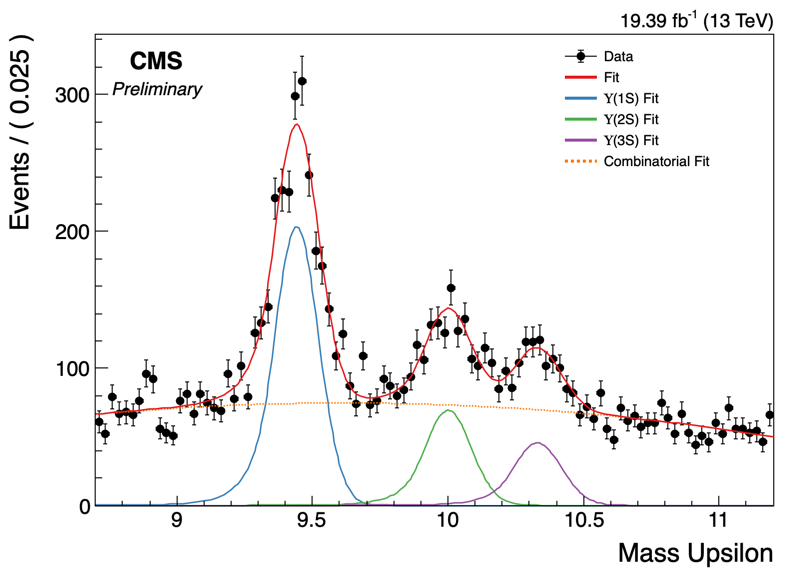 19.39 fb⁻¹ (13 TeV)
CMS
Preliminary
Data
Fit
ϒ(1S) Fit
ϒ(2S) Fit
ϒ(3S) Fit
Combinatorial Fit
Events / ( 0.025 )
300
200
100
0
9
9.5
10
10.5
11
Mass Upsilon